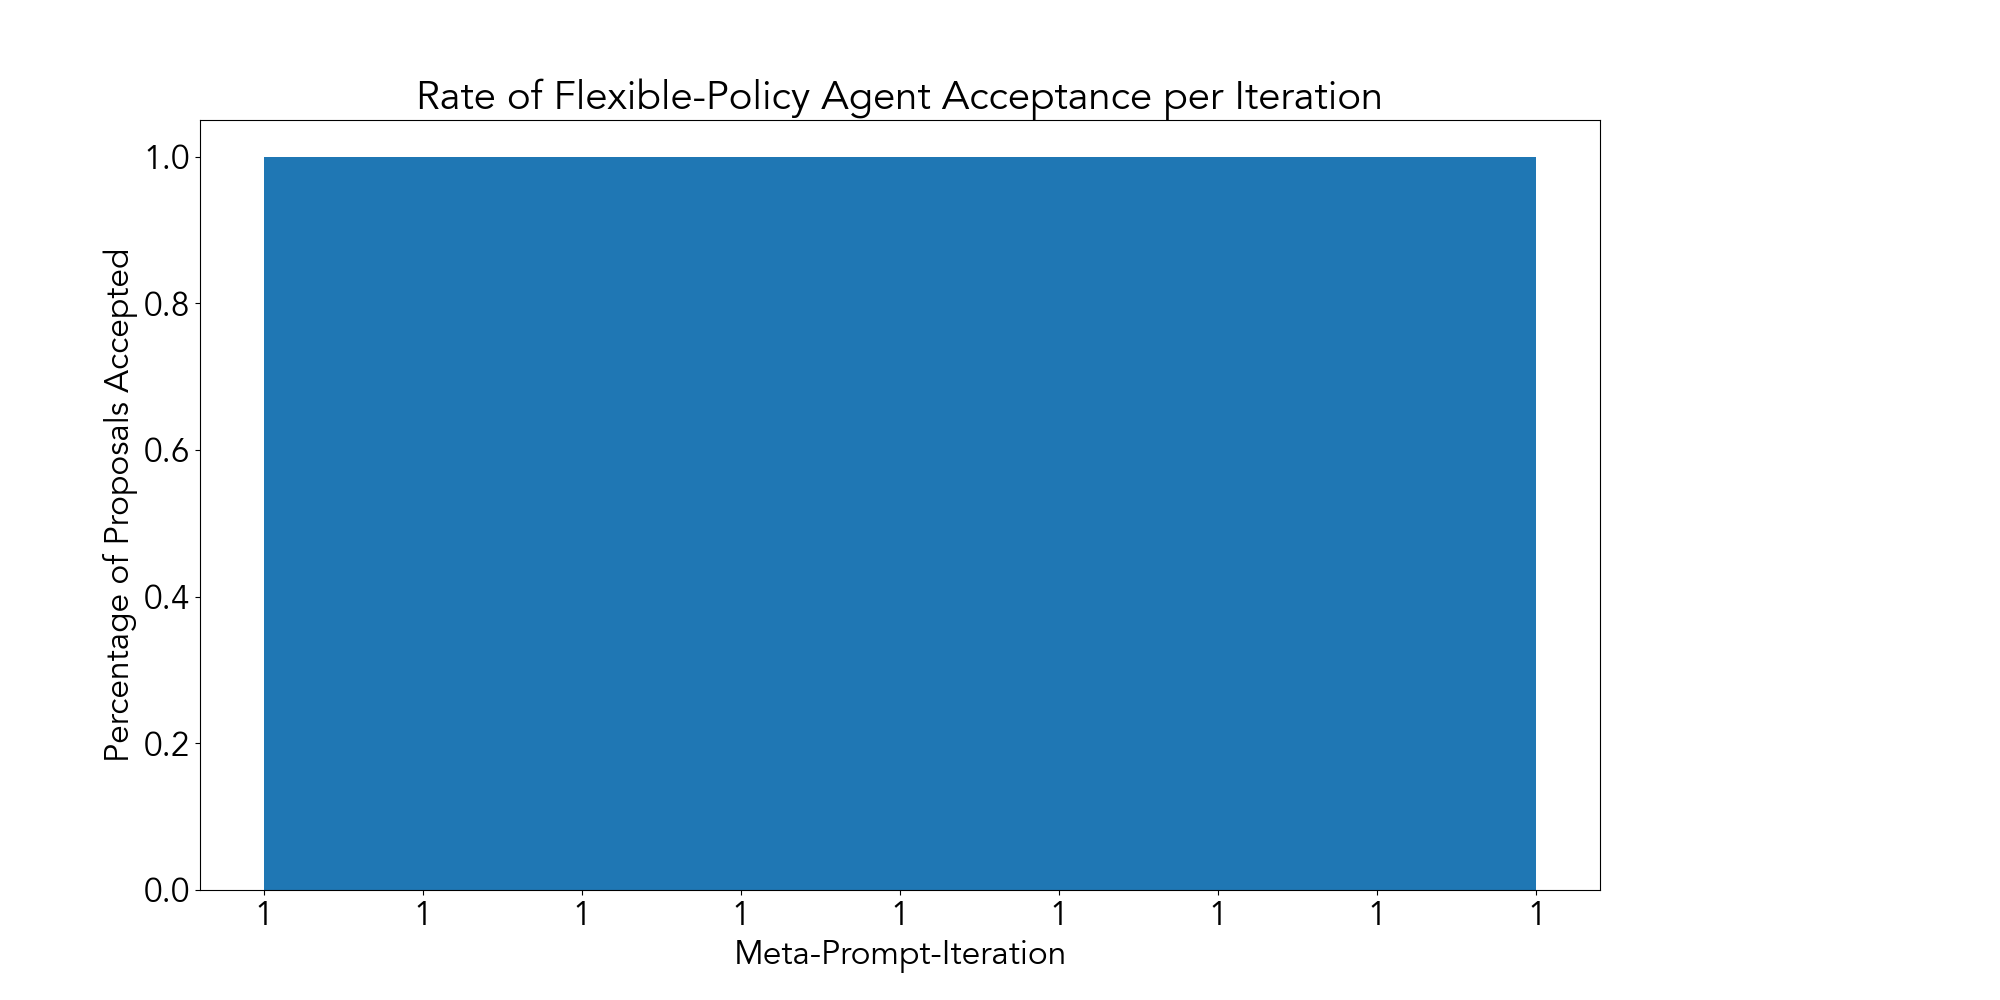 Rate of Flexible-Policy Agent Acceptance per Iteration
Percentage of Proposals Accepted
1.0
0.8
0.6
0.4
0.2
0.0
1 1 1 1 1 1 1 1 1
Meta-Prompt-Iteration